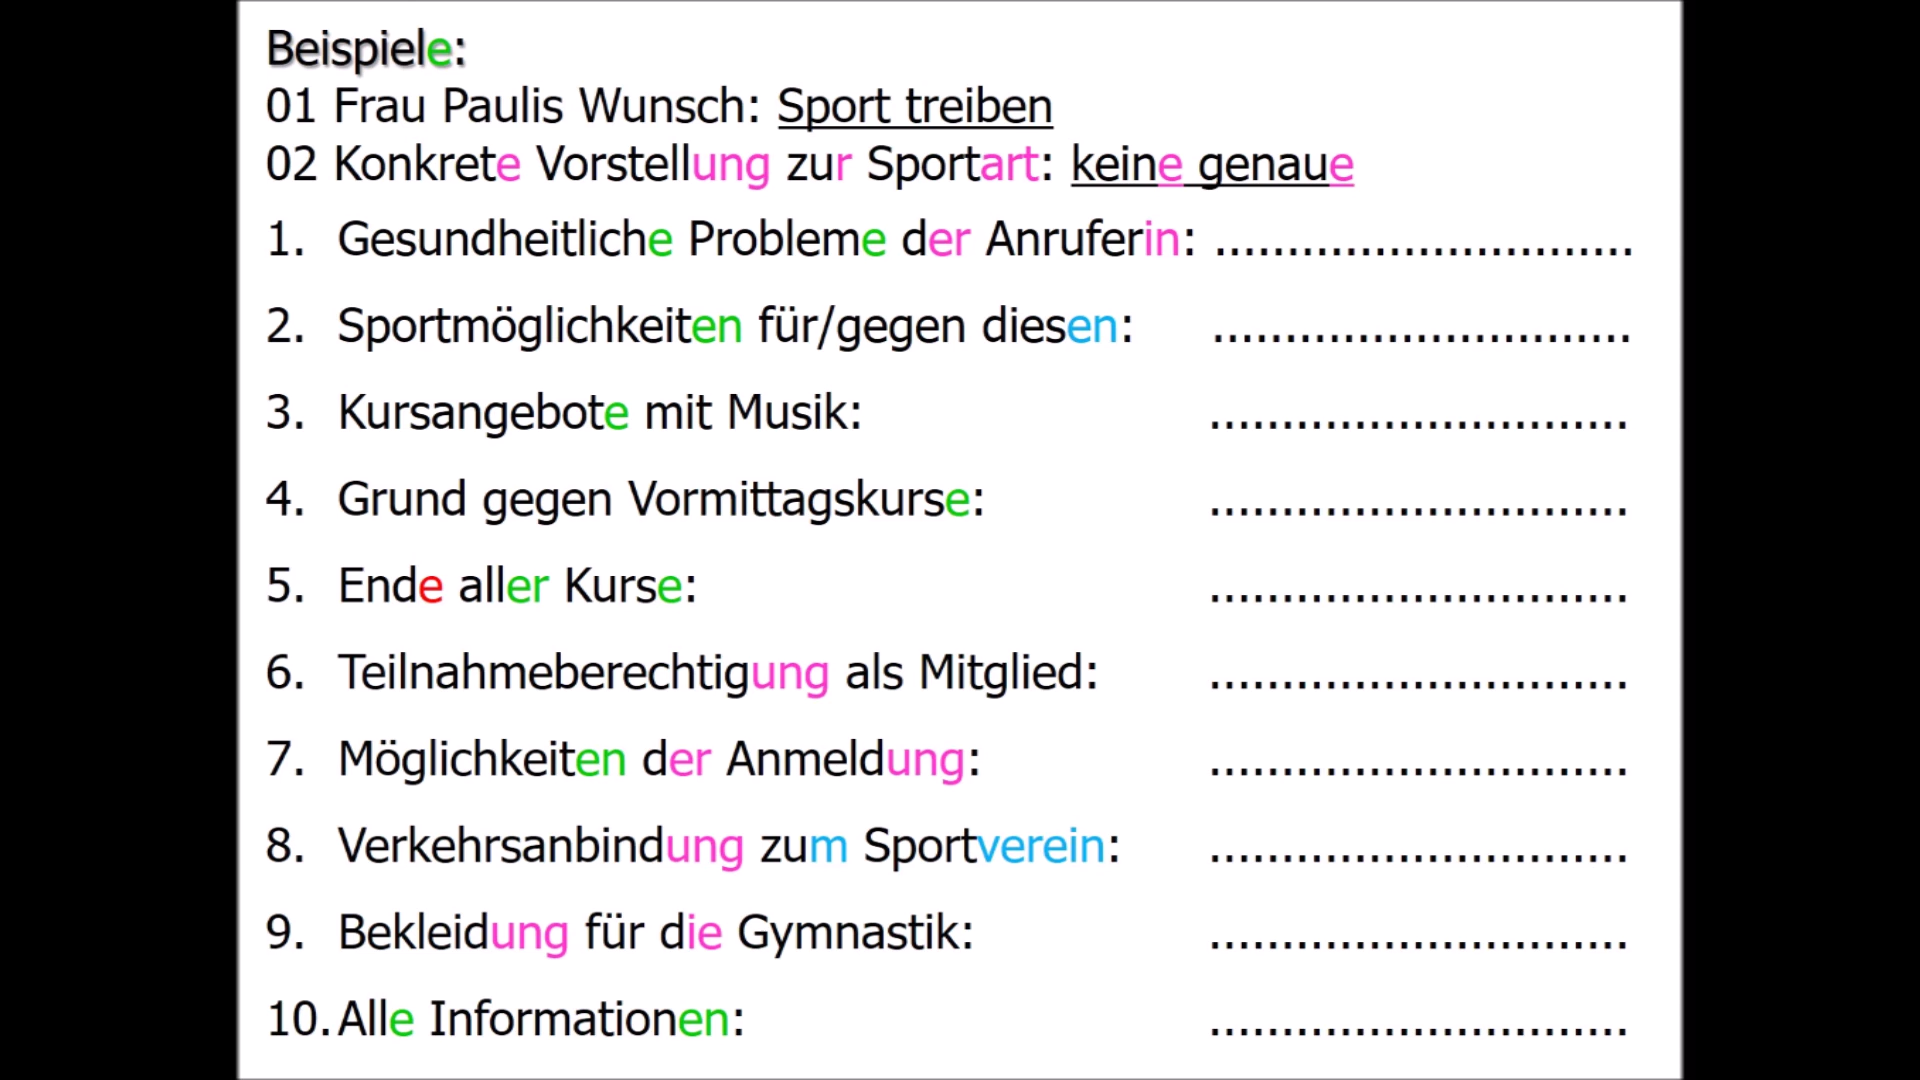 Beispiele:
01 Frau Paulis Wunsch: Sport treiben
02 Konkrete Vorstellung zur Sportart: keine genaue
1. Gesundheitliche Probleme der Anruferin: .............................
2. Sportmöglichkeiten für/gegen diesen: .............................
3. Kursangebote mit Musik: .............................
4. Grund gegen Vormittagskurse: .............................
5. Ende aller Kurse: .............................
6. Teilnahmeberechtigung als Mitglied: .............................
7. Möglichkeiten der Anmeldung: .............................
8. Verkehrsanbindung zum Sportverein: .............................
9. Bekleidung für die Gymnastik: .............................
10. Alle Informationen: .............................